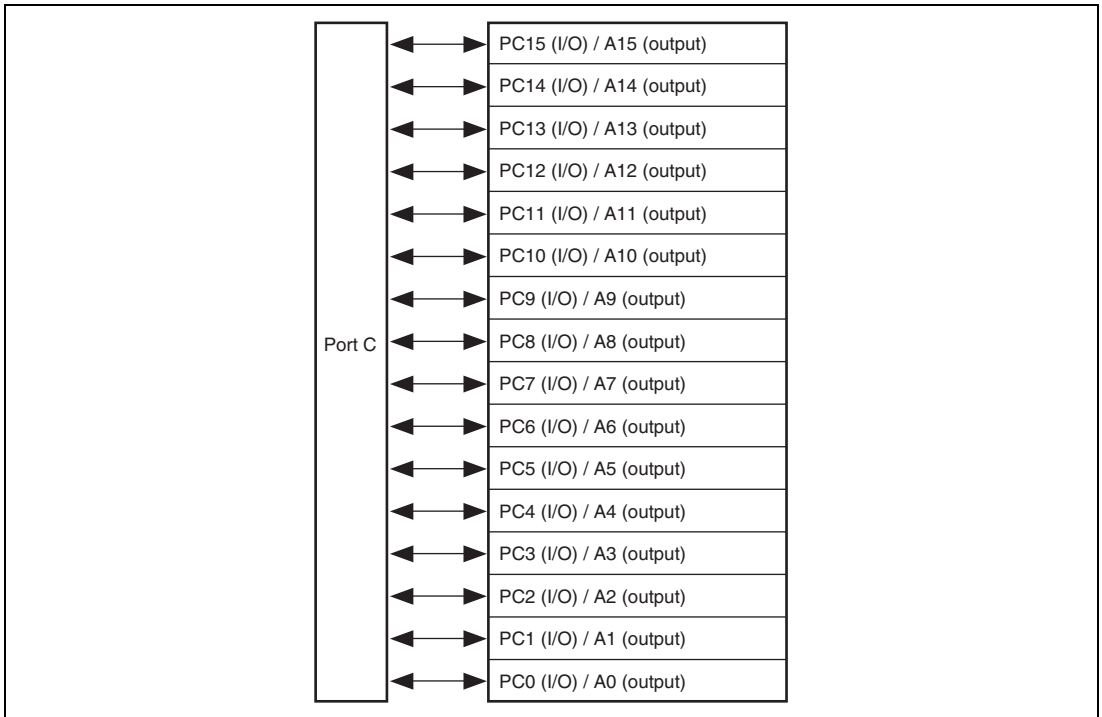 PC15 (I/O) / A15 (output)
PC14 (I/O) / A14 (output)
PC13 (I/O) / A13 (output)
PC12 (I/O) / A12 (output)
PC11 (I/O) / A11 (output)
PC10 (I/O) / A10 (output)
PC9 (I/O) / A9 (output)
Port C
PC8 (I/O) / A8 (output)
PC7 (I/O) / A7 (output)
PC6 (I/O) / A6 (output)
PC5 (I/O) / A5 (output)
PC4 (I/O) / A4 (output)
PC3 (I/O) / A3 (output)
PC2 (I/O) / A2 (output)
PC1 (I/O) / A1 (output)
PC0 (I/O) / A0 (output)